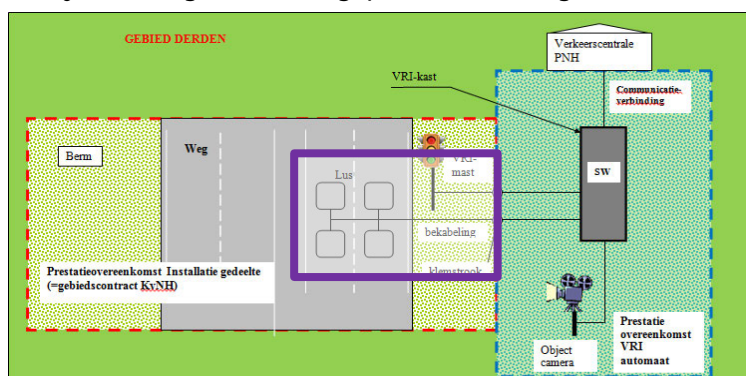 GEBIED DERDEN
Verkeerscentrale
PNH
VRI-kast
Communicatie-
verbinding
Berm
Weg
Lus
VRI-
mast
SW
bekabeling
klemstrook
Prestatieovereenkomst Installatie gedeelte
(=gebiedscontract KvNH)
Object
camera
Prestatie
overeenkomst
VRI
automaat